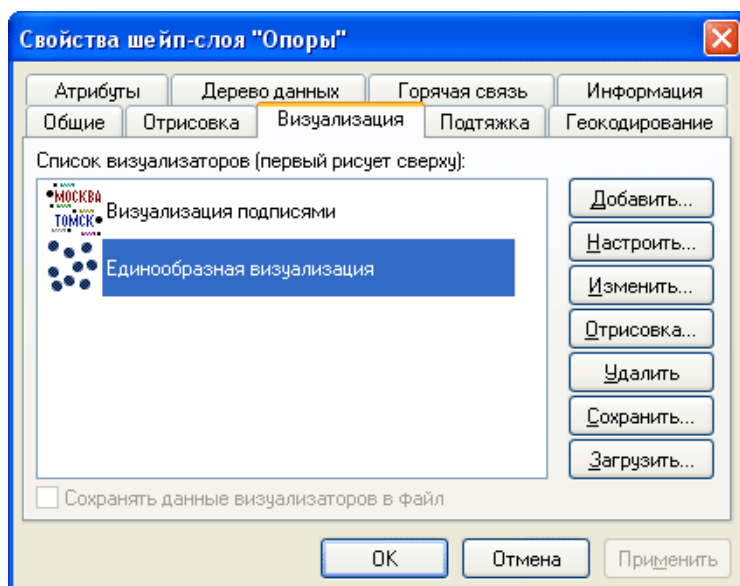 Свойства шейп-слоя "Опоры"
Атрибуты Дерево данных Горячая связь Информация
Общие Отрисовка Визуализация Подтяжка Геокодирование
Список визуализаторов (первый рисует сверху):
МОСКВА
ТОМСК
Визуализация подписями
Единообразная визуализация
Добавить...
Настроить...
Изменить...
Отрисовка...
Удалить
Сохранить...
Загрузить...
Сохранять данные визуализаторов в файл
OK Отмена Применить